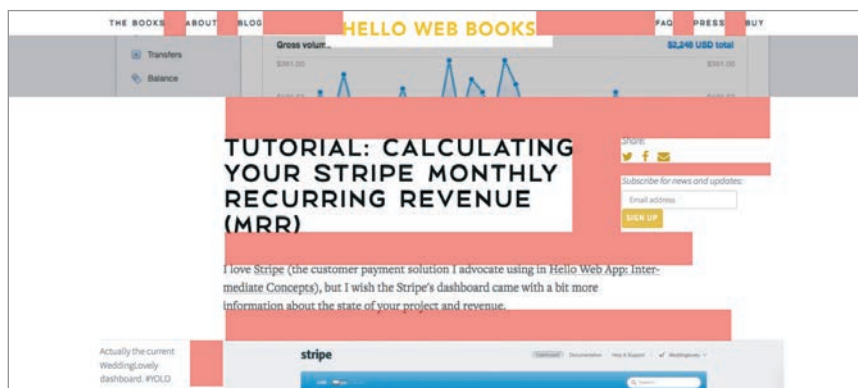 THE BOOKS ABOUT BLOG HELLO WEB BOOKS FAQ PRESS BUY
Transfers
Balance
Gross volum $2,248 USD total
$361.00 $361.00
TUTORIAL: CALCULATING
YOUR STRIPE MONTHLY
RECURRING REVENUE
(MRR)
Share:
Subscribe for news and updates:
Email address
SIGN UP
I love Stripe (the customer payment solution I advocate using in Hello Web App: Inter-
mediate Concepts), but I wish the Stripe's dashboard came with a bit more
information about the state of your project and revenue.
Actually the current
WeddingLovely
dashboard. #YOLO
stripe Dashboard Documentation Help & Support WeddingLovely
Search